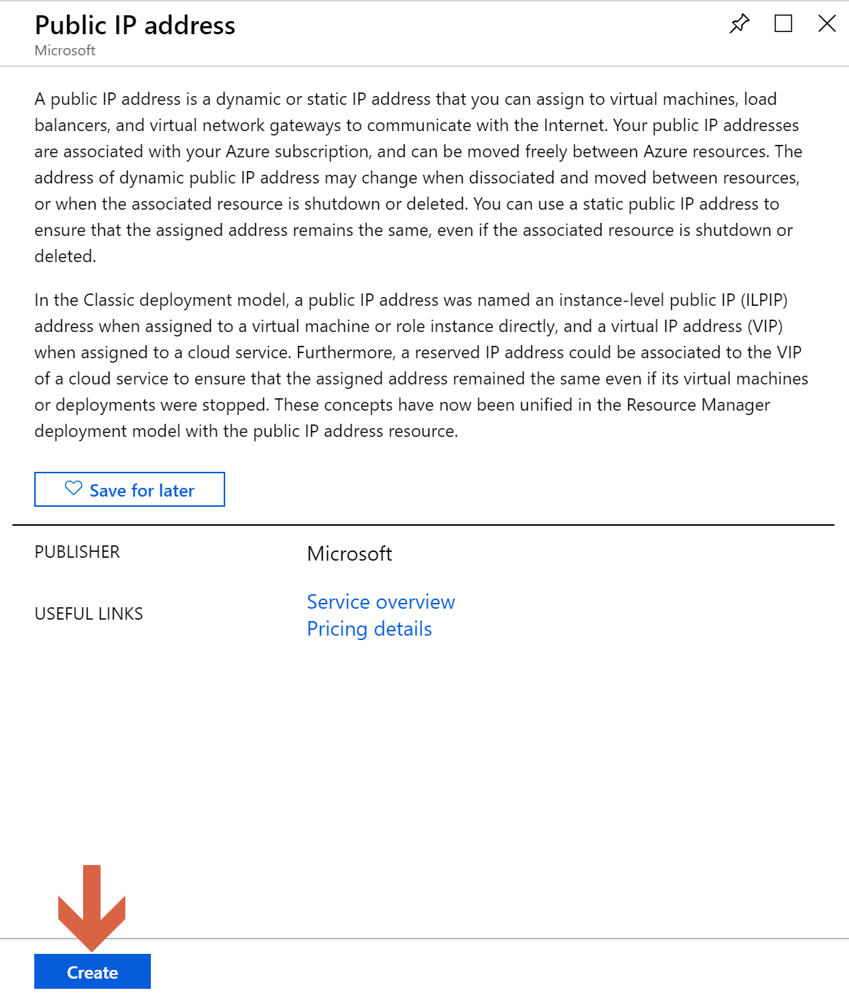 Public IP address
Microsoft
A public IP address is a dynamic or static IP address that you can assign to virtual machines, load
balancers, and virtual network gateways to communicate with the Internet. Your public IP addresses
are associated with your Azure subscription, and can be moved freely between Azure resources. The
address of dynamic public IP address may change when dissociated and moved between resources,
or when the associated resource is shutdown or deleted. You can use a static public IP address to
ensure that the assigned address remains the same, even if the associated resource is shutdown or
deleted.
In the Classic deployment model, a public IP address was named an instance-level public IP (ILPIP)
address when assigned to a virtual machine or role instance directly, and a virtual IP address (VIP)
when assigned to a cloud service. Furthermore, a reserved IP address could be associated to the VIP
of a cloud service to ensure that the assigned address remained the same even if its virtual machines
or deployments were stopped. These concepts have now been unified in the Resource Manager
deployment model with the public IP address resource.
Save for later
PUBLISHER
Microsoft
USEFUL LINKS
Service overview
Pricing details
Create